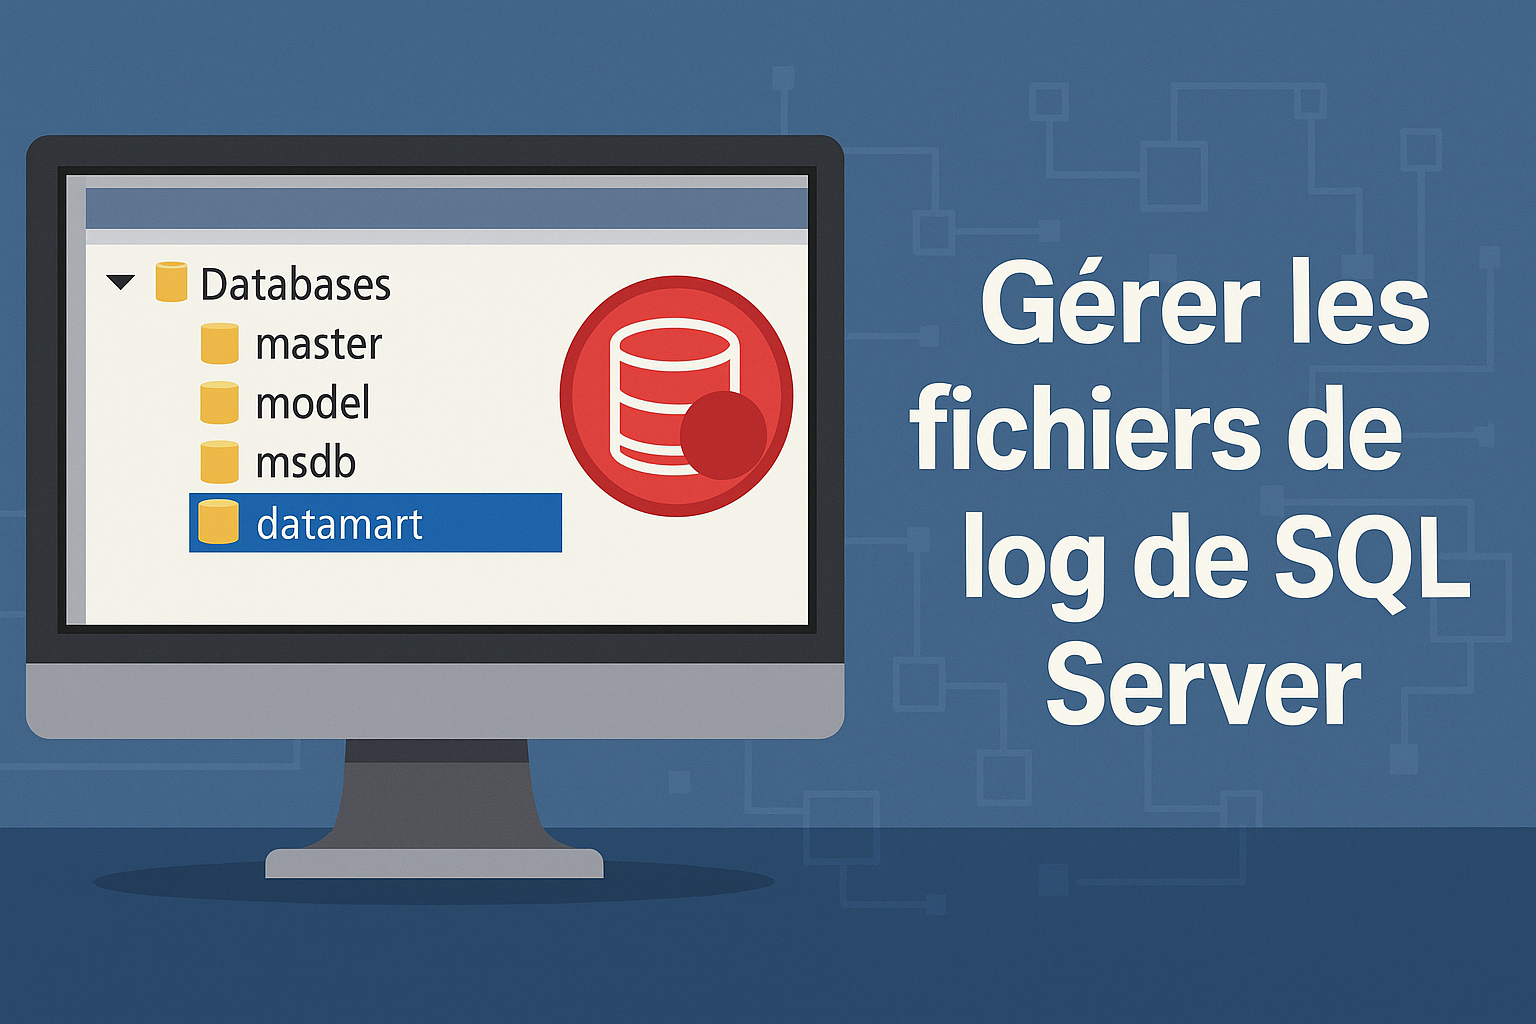 Databases
master
model
msdb
datamart
Gérer les
fichiers de
log de SQL
Server